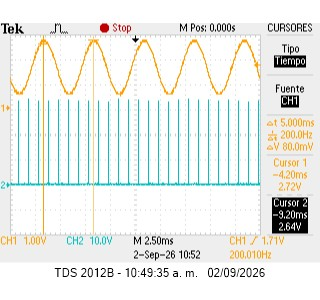 Tek Stop M Pos: 0.000s CURSORES
Tipo
Tiempo
Fuente
CH1
Δt 5.000ms
1/Δt 200.0Hz
ΔV 80.0mV
Cursor 1
-4.20ms
2.72V
Cursor 2
-9.20ms
2.64V
1
2
CH1 1.00V CH2 10.0V M 2.50ms CH1 / 1.71V
2-Sep-26 10:52 200.010Hz
TDS 2012B - 10:49:35 a. m. 02/09/2026